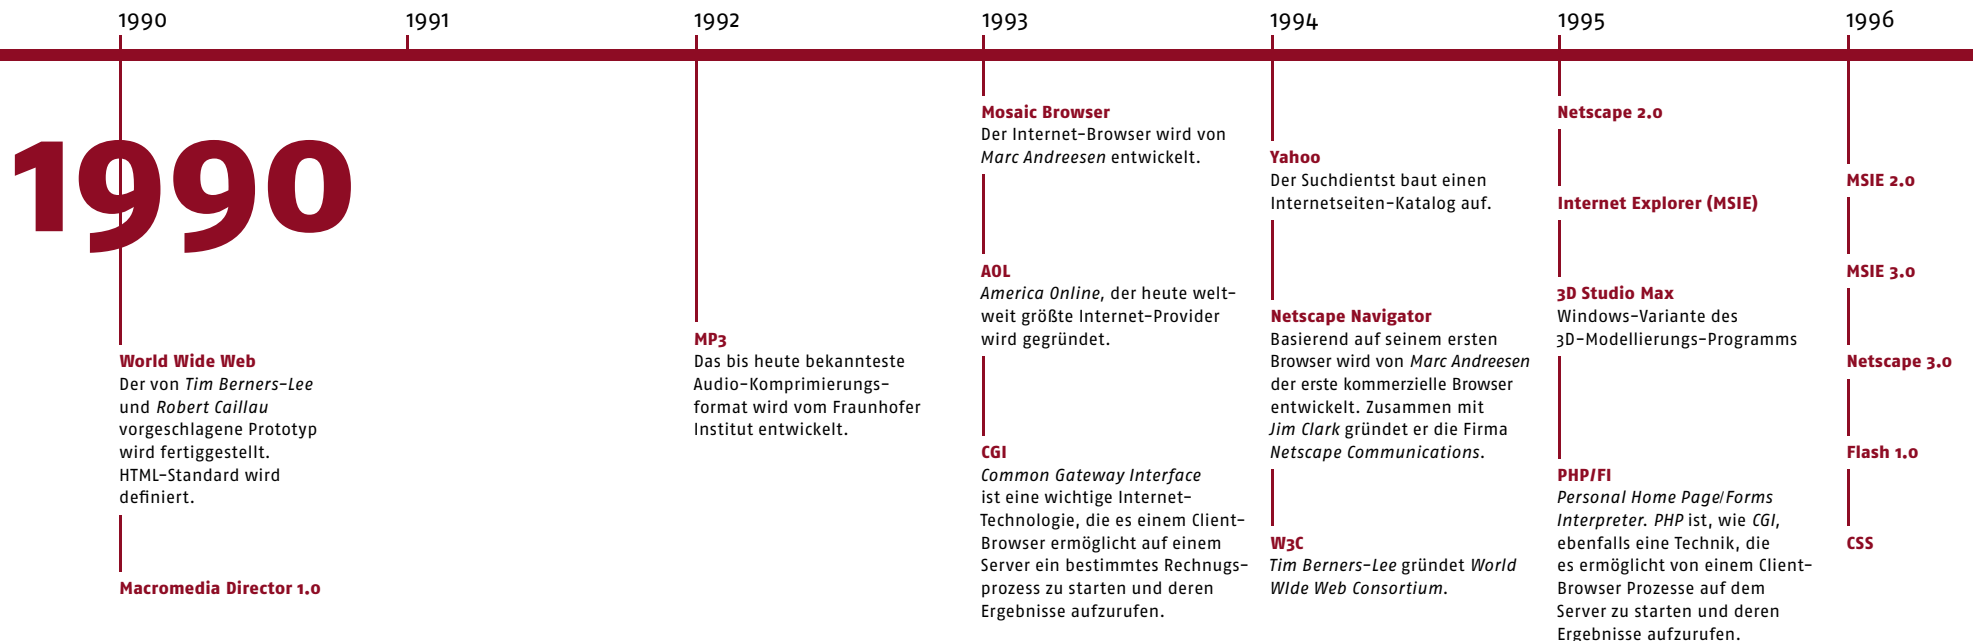 1990
1991
1992
1993
1994
1995
1996
1990
World Wide Web
Der von Tim Berners-Lee
und Robert Caillau
vorgeschlagene Prototyp
wird fertiggestellt.
HTML-Standard wird
definiert.
Macromedia Director 1.0
MP3
Das bis heute bekannteste
Audio-Komprimierungs-
format wird vom Fraunhofer
Institut entwickelt.
Mosaic Browser
Der Internet-Browser wird von
Marc Andreesen entwickelt.
AOL
America Online, der heute welt-
weit größte Internet-Provider
wird gegründet.
CGI
Common Gateway Interface
ist eine wichtige Internet-
Technologie, die es einem Client-
Browser ermöglicht auf einem
Server ein bestimmtes Rechnugs-
prozess zu starten und deren
Ergebnisse aufzurufen.
Yahoo
Der Suchdientst baut einen
Internetseiten-Katalog auf.
Netscape Navigator
Basierend auf seinem ersten
Browser wird von Marc Andreesen
der erste kommerzielle Browser
entwickelt. Zusammen mit
Jim Clark gründet er die Firma
Netscape Communications.
W3C
Tim Berners-Lee gründet World
WIde Web Consortium.
Netscape 2.0
Internet Explorer (MSIE)
3D Studio Max
Windows-Variante des
3D-Modellierungs-Programms
PHP/FI
Personal Home Page/Forms
Interpreter. PHP ist, wie CGI,
ebenfalls eine Technik, die
es ermöglicht von einem Client-
Browser Prozesse auf dem
Server zu starten und deren
Ergebnisse aufzurufen.
MSIE 2.0
MSIE 3.0
Netscape 3.0
Flash 1.0
CSS